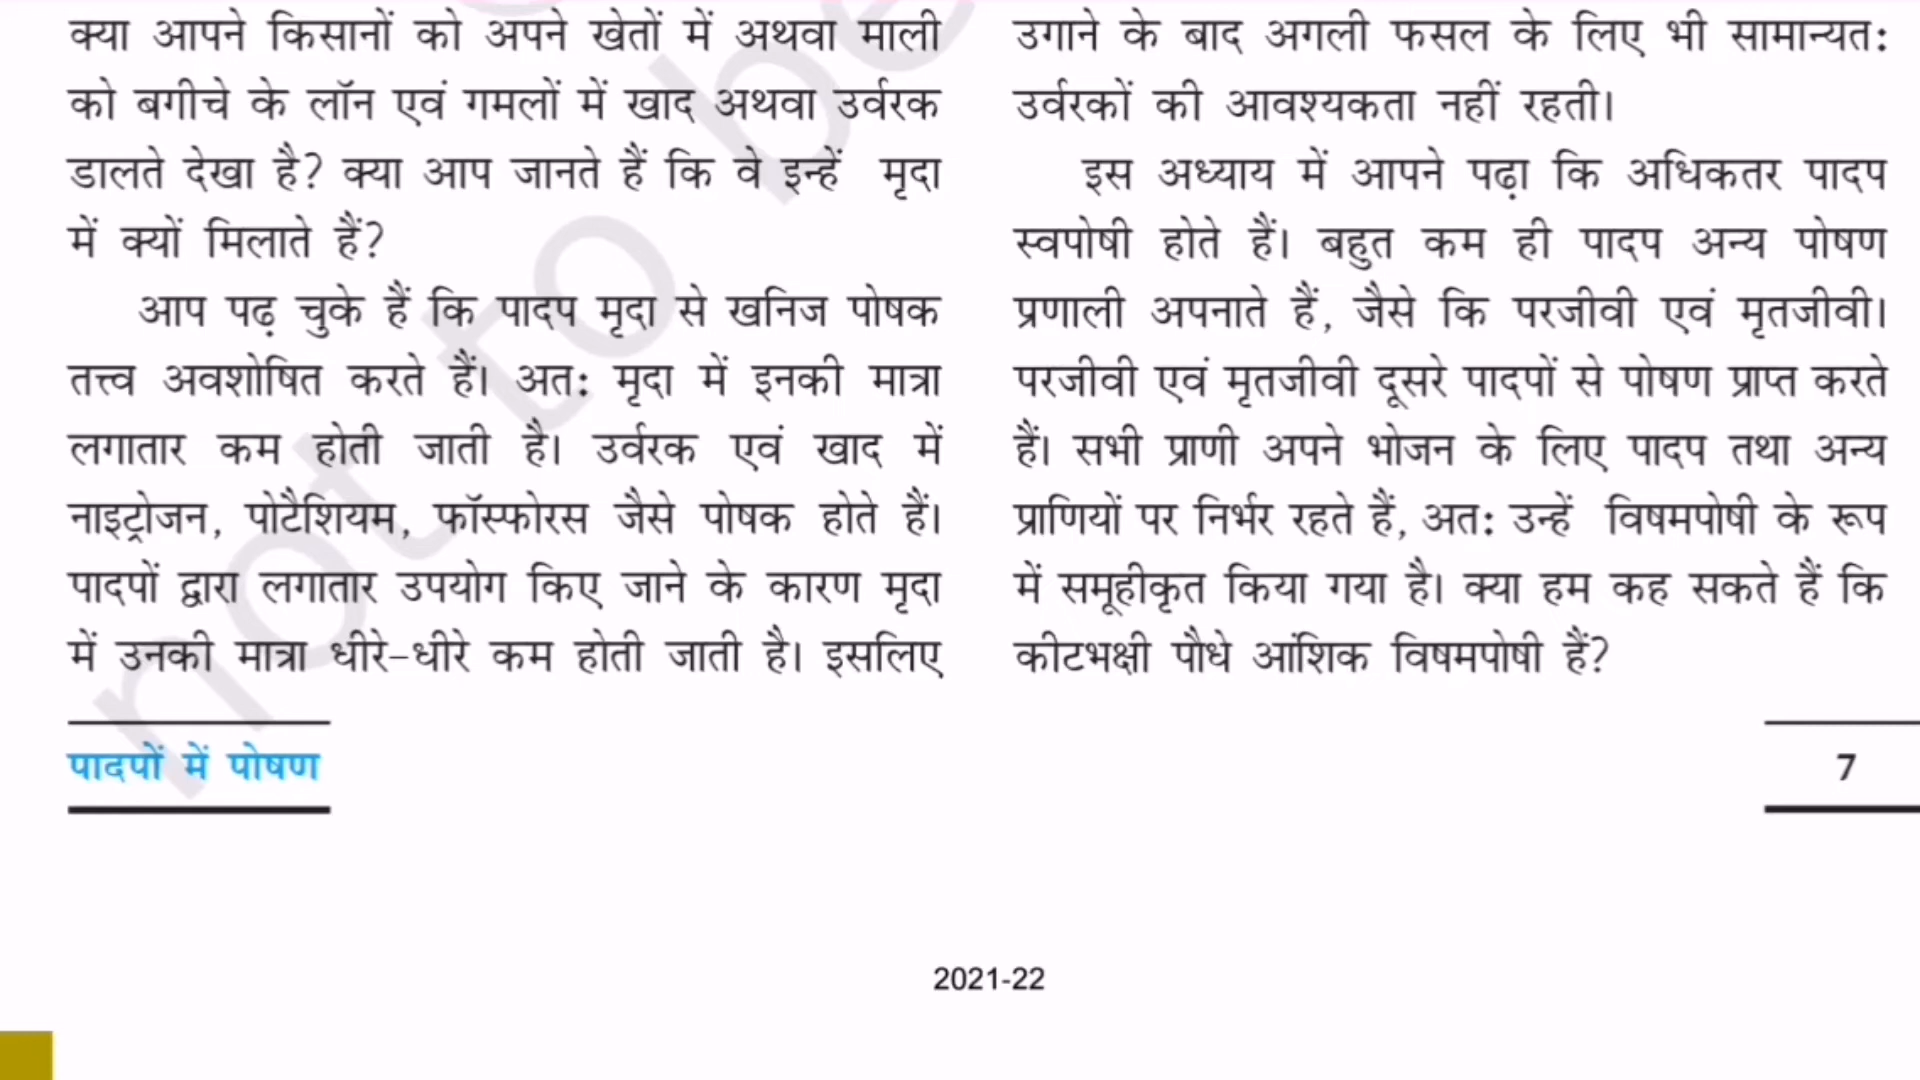 क्या आपने किसानों को अपने खेतों में अथवा माली
को बगीचे के लॉन एवं गमलों में खाद अथवा उर्वरक
डालते देखा है? क्या आप जानते हैं कि वे इन्हें मृदा
में क्यों मिलाते हैं?
आप पढ़ चुके हैं कि पादप मृदा से खनिज पोषक
तत्त्व अवशोषित करते हैं। अतः मृदा में इनकी मात्रा
लगातार कम होती जाती है। उर्वरक एवं खाद में
नाइट्रोजन, पोटैशियम, फॉस्फोरस जैसे पोषक होते हैं।
पादपों द्वारा लगातार उपयोग किए जाने के कारण मृदा
में उनकी मात्रा धीरे-धीरे कम होती जाती है। इसलिए
उगाने के बाद अगली फसल के लिए भी सामान्यतः
उर्वरकों की आवश्यकता नहीं रहती।
इस अध्याय में आपने पढ़ा कि अधिकतर पादप
स्वपोषी होते हैं। बहुत कम ही पादप अन्य पोषण
प्रणाली अपनाते हैं, जैसे कि परजीवी एवं मृतजीवी।
परजीवी एवं मृतजीवी दूसरे पादपों से पोषण प्राप्त करते
हैं। सभी प्राणी अपने भोजन के लिए पादप तथा अन्य
प्राणियों पर निर्भर रहते हैं, अतः उन्हें विषमपोषी के रूप
में समूहीकृत किया गया है। क्या हम कह सकते हैं कि
कीटभक्षी पौधे आंशिक विषमपोषी हैं?
पादपों में पोषण
7
2021-22
not to be